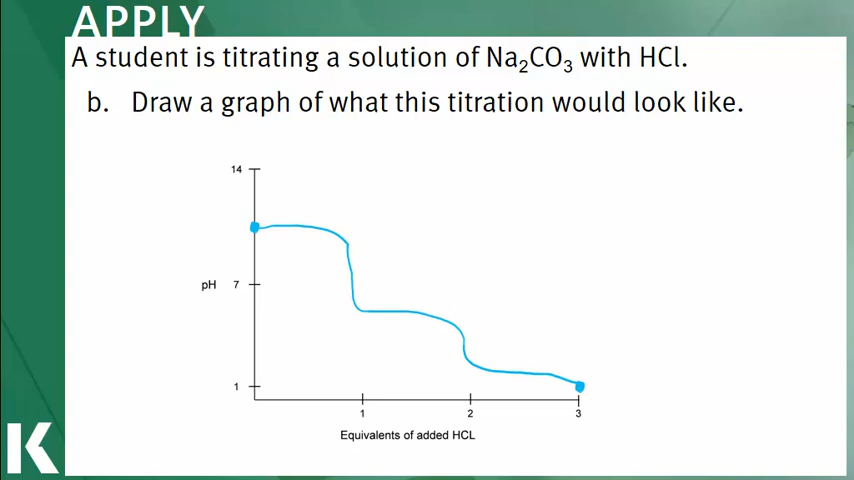 APPLY
A student is titrating a solution of Na₂CO₃ with HCl.
b. Draw a graph of what this titration would look like.
14
pH 7
1
1 2 3
Equivalents of added HCL
K